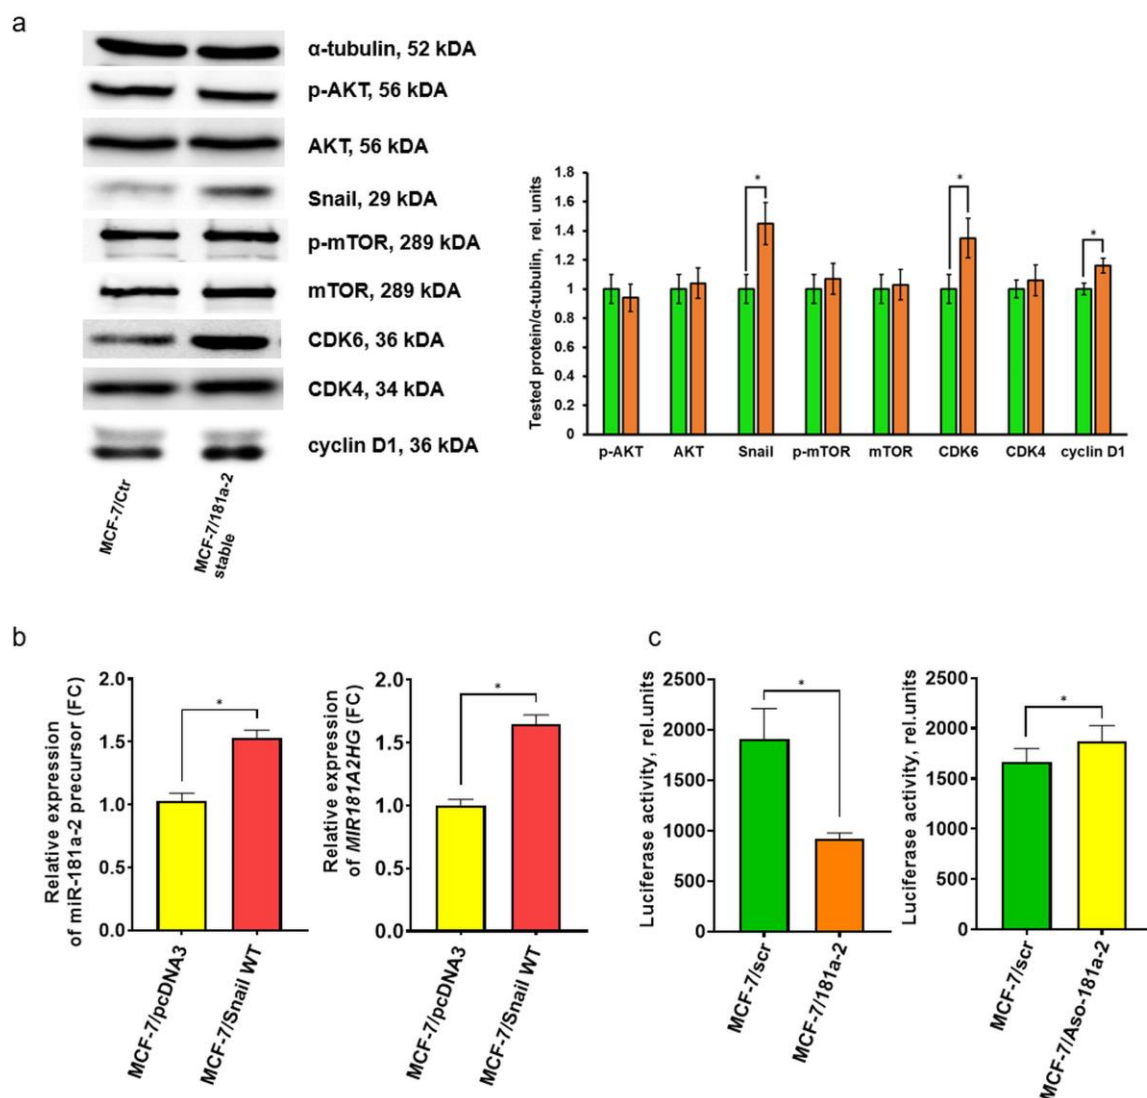 a
α-tubulin, 52 kDA
p-AKT, 56 kDA
AKT, 56 kDA
Snail, 29 kDA
p-mTOR, 289 kDA
mTOR, 289 kDA
CDK6, 36 kDA
CDK4, 34 kDA
cyclin D1, 36 kDA
MCF-7/Ctr
MCF-7/181a-2
stable
Tested protein/α-tubulin, rel. units
1.8
1.6
1.4
1.2
1
0.8
0.6
0.4
0.2
0
* * *
p-AKT AKT Snail p-mTOR mTOR CDK6 CDK4 cyclin D1
b
Relative expression
of miR-181a-2 precursor (FC)
2.0
1.5
1.0
0.5
0.0
*
MCF-7/pcDNA3
MCF-7/Snail WT
Relative expression
of MIR181A2HG (FC)
2.0
1.5
1.0
0.5
0.0
*
MCF-7/pcDNA3
MCF-7/Snail WT
c
Luciferase activity, rel.units
2500
2000
1500
1000
500
0
*
MCF-7/scr
MCF-7/181a-2
Luciferase activity, rel.units
2500
2000
1500
1000
500
0
*
MCF-7/scr
MCF-7/Aso-181a-2